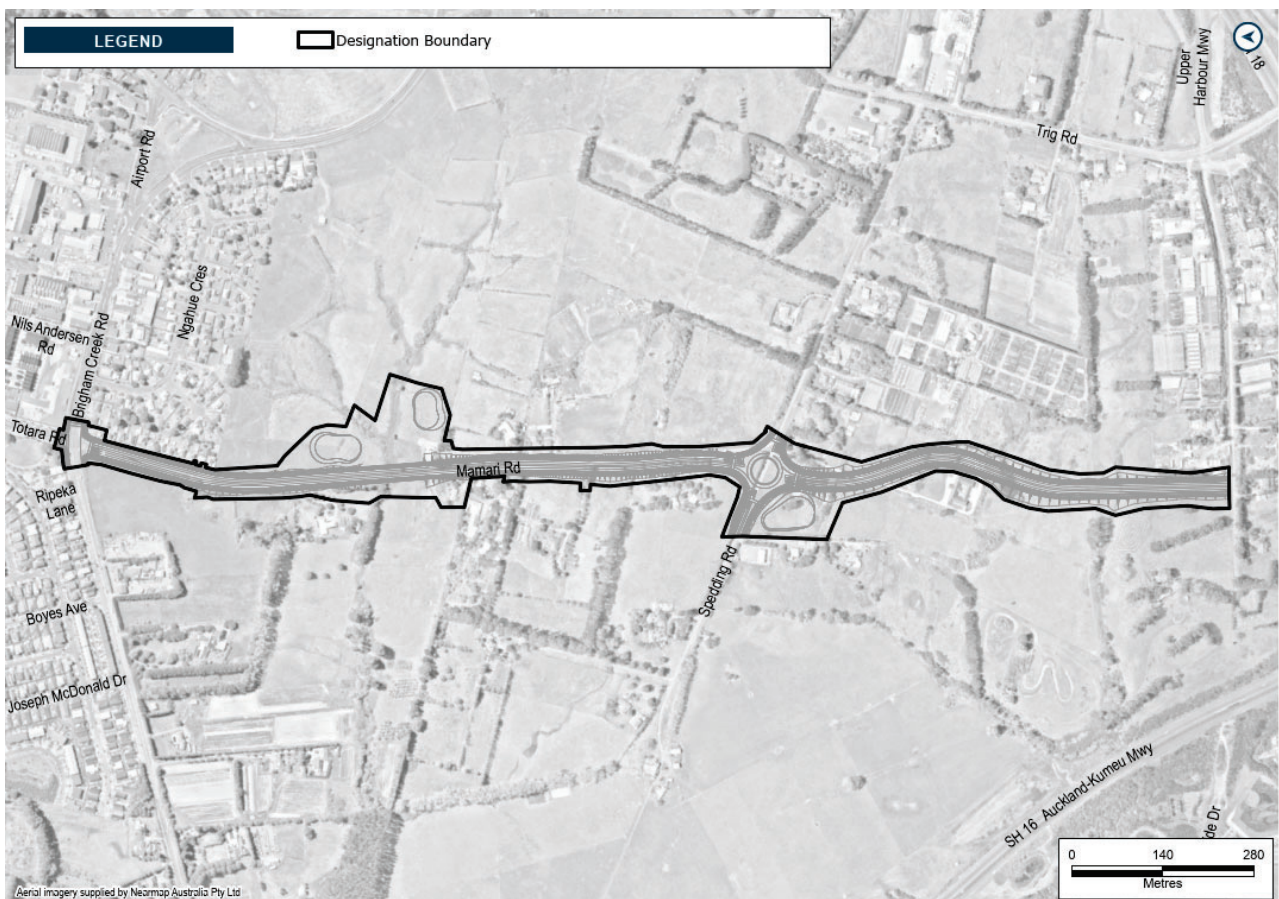 LEGEND
Designation Boundary
Upper
Harbour Mwy
18
Trig Rd
Airport Rd
Ngahue Cres
Nils Andersen
Rd
Brigham Creek Rd
Totara Rd
Mamari Rd
Ripeka
Lane
Spedding Rd
Boyes Ave
Joseph McDonald Dr
SH 16 Auckland-Kumeu Mwy
de Dr
0 140 280
Metres
Aerial imagery supplied by Nearmap Australia Pty Ltd